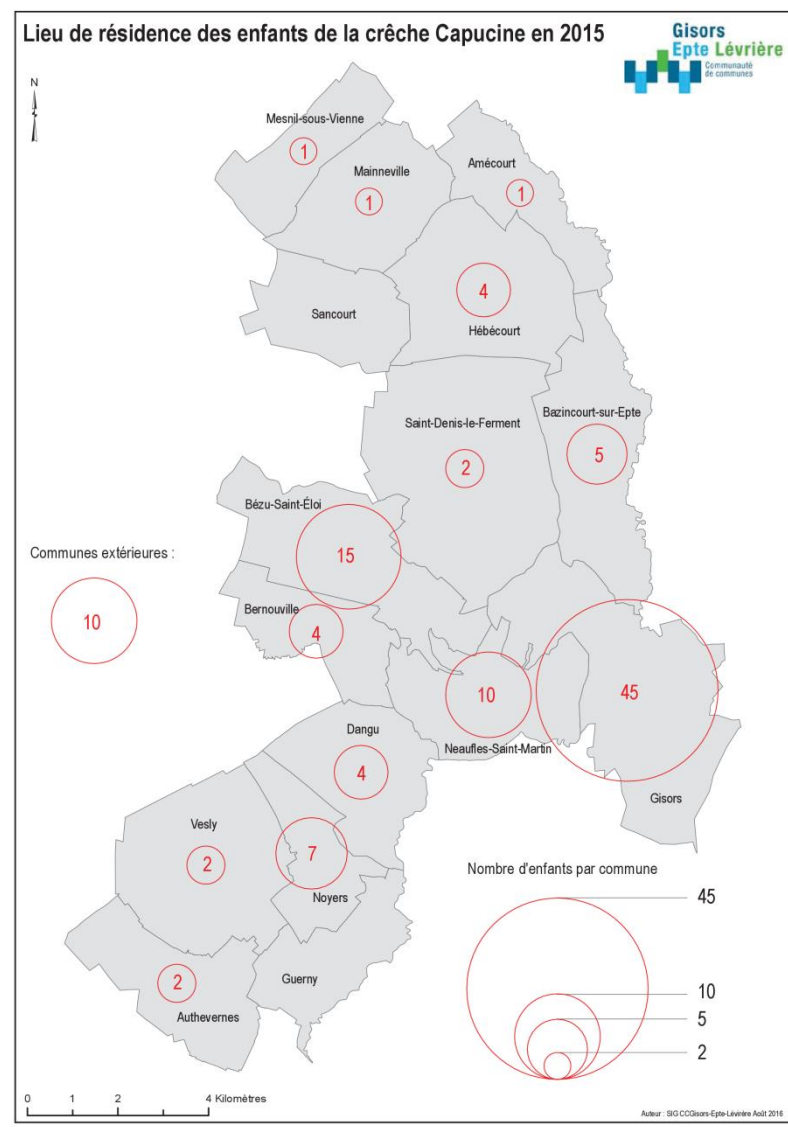 Lieu de résidence des enfants de la crêche Capucine en 2015
Gisors
Epte Lévrière
Communauté
de communes
N
Mesnil-sous-Vienne
1
Mainneville
1
Amécourt
1
4
Hébécourt
Sancourt
Saint-Denis-le-Ferment
2
Bazincourt-sur-Epte
5
Bézu-Saint-Éloi
15
Communes extérieures :
10
Bernouville
4
10
Neaufles-Saint-Martin
45
Gisors
Dangu
4
Vesly
2
7
Noyers
Guerny
2
Authevernes
Nombre d'enfants par commune
45
10
5
2
0 1 2 4 Kilomètres
Auteur : SIG CCGisors-Epte-Lévrière Août 2016